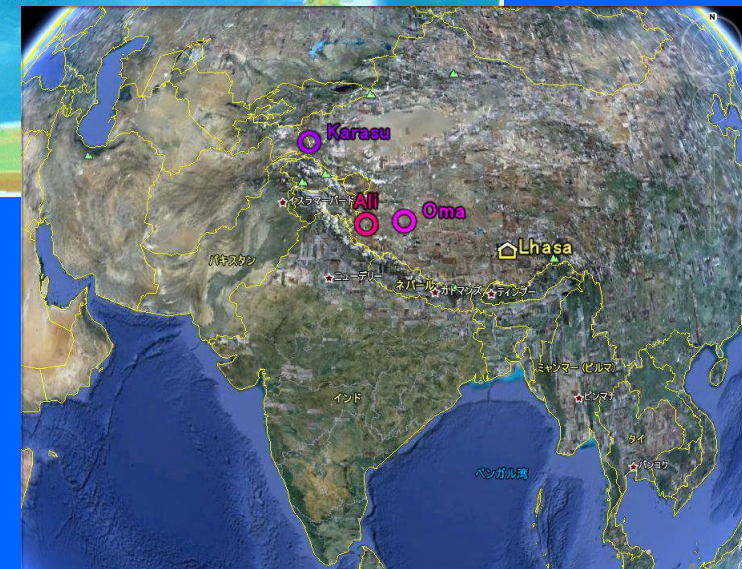 N
Karasu
イスラマーバード
Ali
Oma
Lhasa
パキスタン
ニューデリー
ネパール
カトマンズ
ティンプー
ミャンマー (ビルマ)
ピンマナ
インド
タイ
バンコク
ベンガル湾